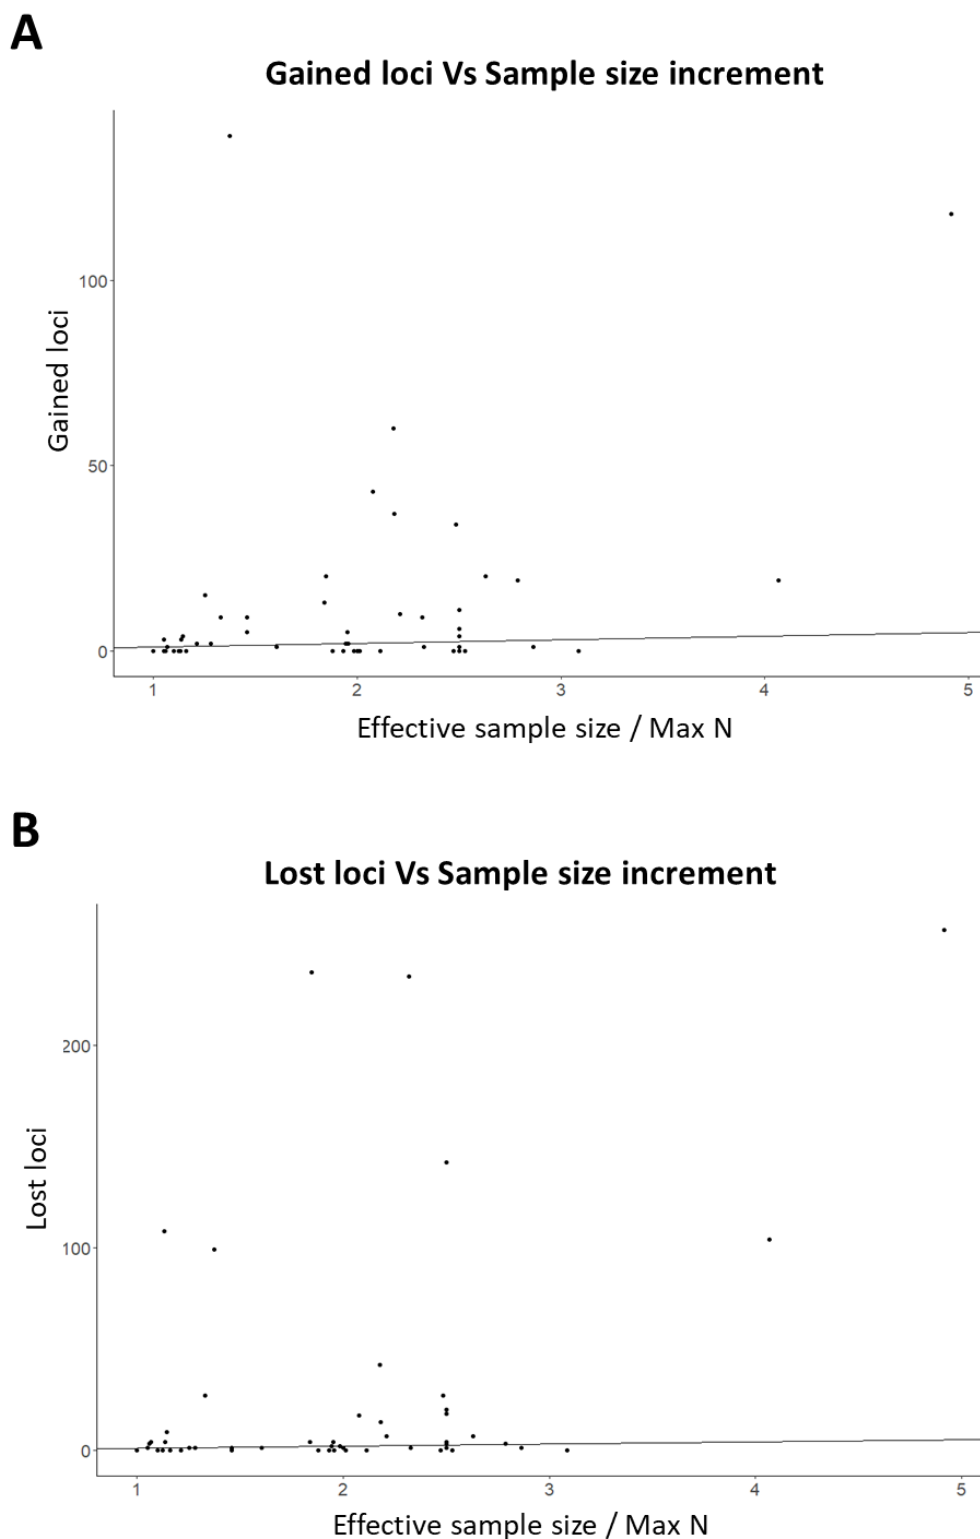 A
Gained loci Vs Sample size increment
100
50
0
Gained loci
1 2 3 4 5
Effective sample size / Max N
B
Lost loci Vs Sample size increment
200
100
0
Lost loci
1 2 3 4 5
Effective sample size / Max N